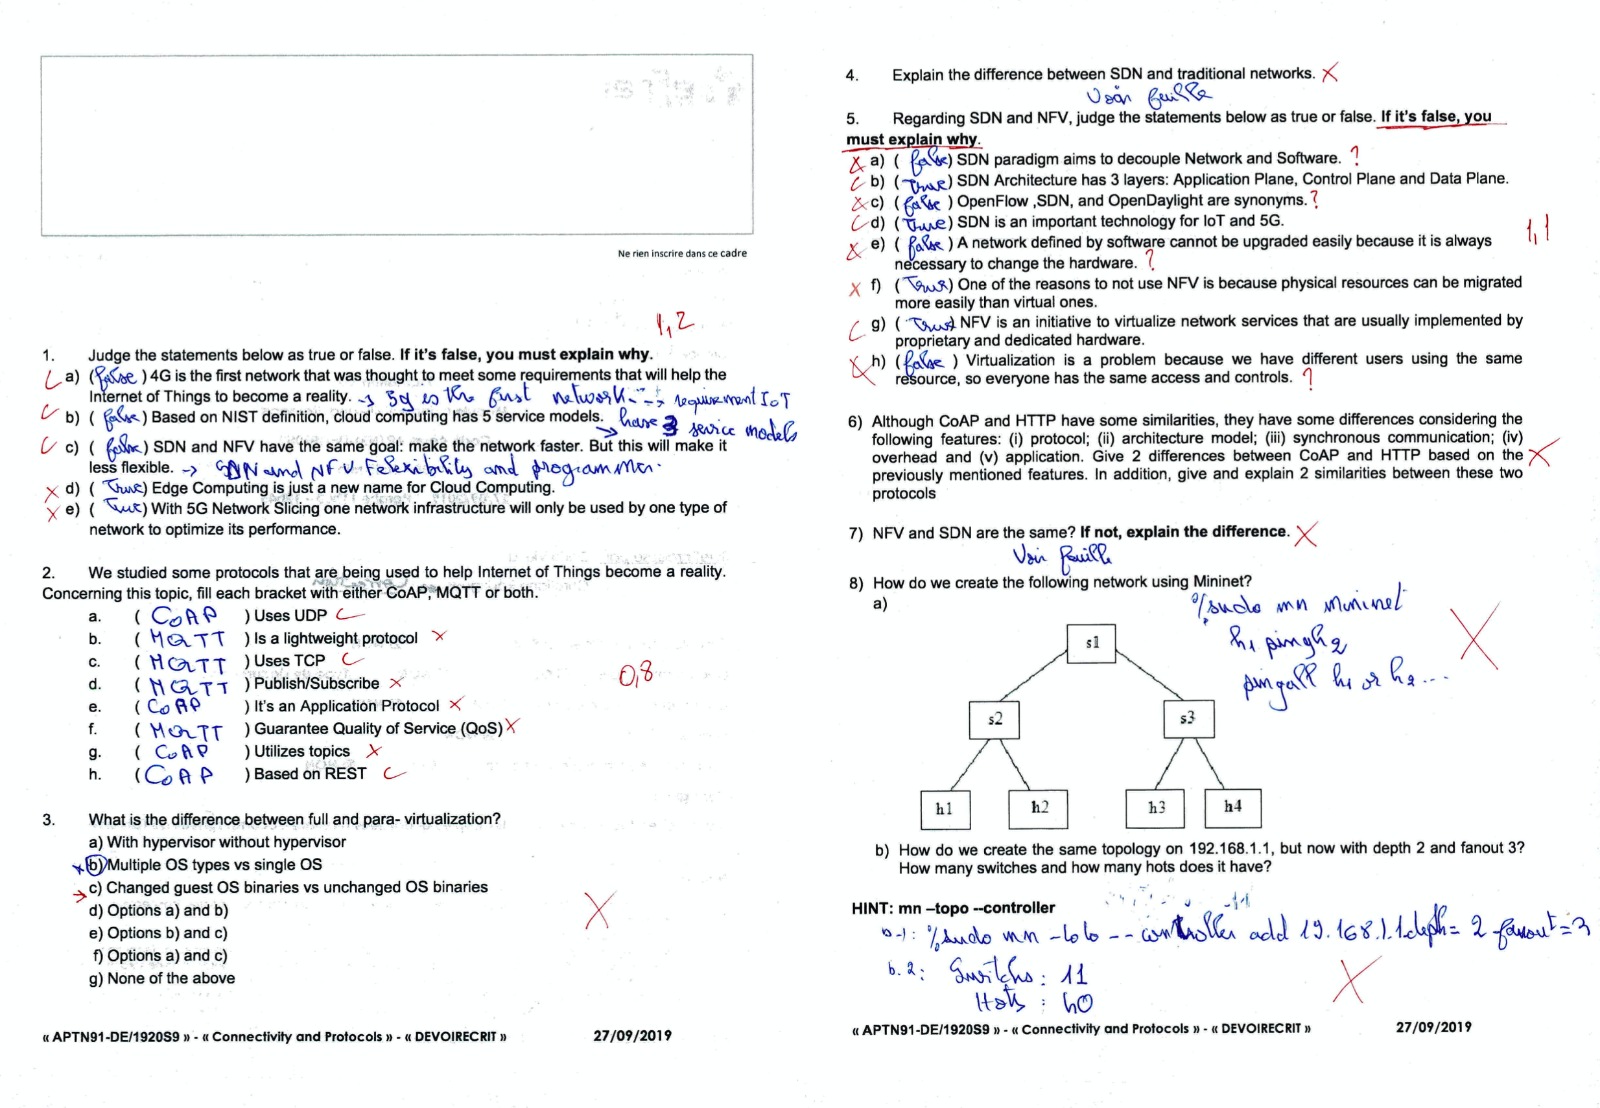 Ne rien inscrire dans ce cadre
1,2
1. Judge the statements below as true or false. If it's false, you must explain why.
a) (false) 4G is the first network that was thought to meet some requirements that will help the
Internet of Things to become a reality. → 5g is the first network → requirement IoT
b) (false) Based on NIST definition, cloud computing has 5 service models.
→ have 3 service models
c) (false) SDN and NFV have the same goal: make the network faster. But this will make it
less flexible. → SDN and NFV
d) (True) Edge Computing is just a new name for Cloud Computing.
e) (True) With 5G Network Slicing one network infrastructure will only be used by one type of
network to optimize its performance.
2. We studied some protocols that are being used to help Internet of Things become a reality.
Concerning this topic, fill each bracket with either CoAP, MQTT or both.
a. (CoAP) Uses UDP
b. (MQTT) Is a lightweight protocol
c. (MQTT) Uses TCP
0,8
d. (MQTT) Publish/Subscribe
e. (CoAP) It's an Application Protocol
f. (MQTT) Guarantee Quality of Service (QoS)
g. (CoAP) Utilizes topics
h. (CoAP) Based on REST
3. What is the difference between full and para- virtualization?
a) With hypervisor without hypervisor
b) Multiple OS types vs single OS
c) Changed guest OS binaries vs unchanged OS binaries
d) Options a) and b)
e) Options b) and c)
f) Options a) and c)
g) None of the above
« APTN91-DE/1920S9 » - « Connectivity and Protocols » - « DEVOIRECRIT » 27/09/2019
4. Explain the difference between SDN and traditional networks.
Voir feuille
5. Regarding SDN and NFV, judge the statements below as true or false. If it's false, you
must explain why.
a) (false) SDN paradigm aims to decouple Network and Software. ?
b) (True) SDN Architecture has 3 layers: Application Plane, Control Plane and Data Plane.
c) (false) OpenFlow ,SDN, and OpenDaylight are synonyms. ?
d) (True) SDN is an important technology for IoT and 5G.
1,1
e) (false) A network defined by software cannot be upgraded easily because it is always
necessary to change the hardware. ?
f) (True) One of the reasons to not use NFV is because physical resources can be migrated
more easily than virtual ones.
g) (True) NFV is an initiative to virtualize network services that are usually implemented by
proprietary and dedicated hardware.
h) (false) Virtualization is a problem because we have different users using the same
resource, so everyone has the same access and controls. ?
6) Although CoAP and HTTP have some similarities, they have some differences considering the
following features: (i) protocol; (ii) architecture model; (iii) synchronous communication; (iv)
overhead and (v) application. Give 2 differences between CoAP and HTTP based on the
previously mentioned features. In addition, give and explain 2 similarities between these two
protocols
7) NFV and SDN are the same? If not, explain the difference.
Voir feuille
8) How do we create the following network using Mininet?
a)
% sudo mn mininet
h1 ping h2
pingall h1 or h2...
s1
s2 s3
h1 h2 h3 h4
b) How do we create the same topology on 192.168.1.1, but now with depth 2 and fanout 3?
How many switches and how many hots does it have?
HINT: mn –topo --controller
b-1: % sudo mn -- controller add 19.168.1.1 deph= 2 fanout=3
b.2: Switchs: 11
Hots : 60
« APTN91-DE/1920S9 » - « Connectivity and Protocols » - « DEVOIRECRIT » 27/09/2019